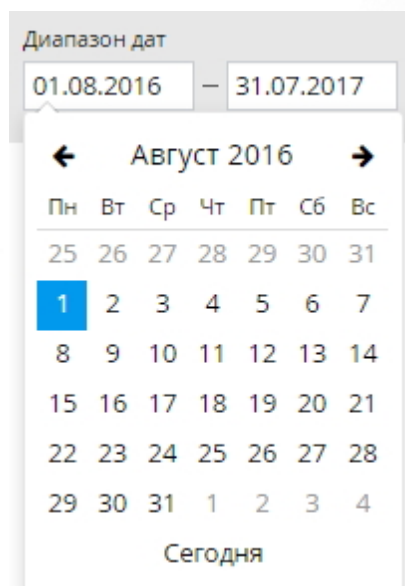 Диапазон дат
01.08.2016 – 31.07.2017
Август 2016
Пн Вт Ср Чт Пт Сб Вс
25 26 27 28 29 30 31
1 2 3 4 5 6 7
8 9 10 11 12 13 14
15 16 17 18 19 20 21
22 23 24 25 26 27 28
29 30 31 1 2 3 4
Сегодня